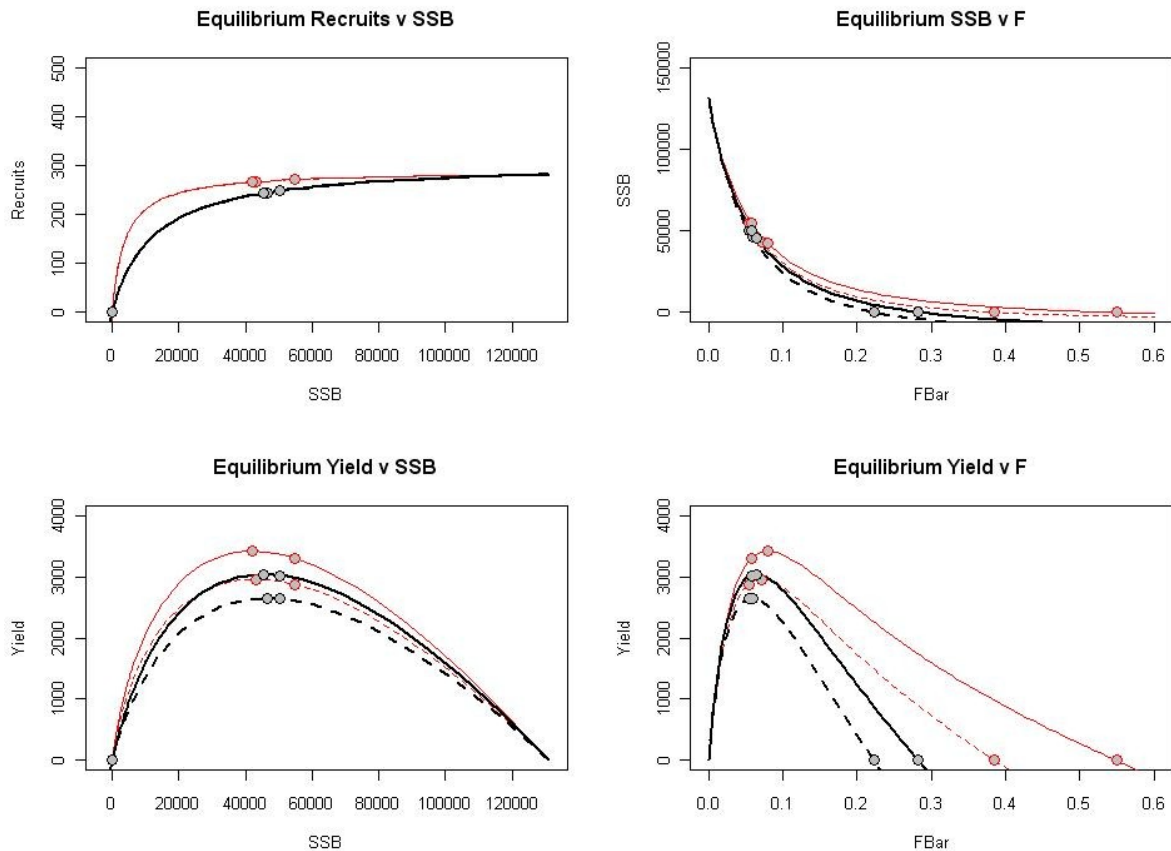 Equilibrium Recruits v SSB
Recruits
0
100
200
300
400
500
0 20000 40000 60000 80000 100000 120000
SSB
Equilibrium SSB v F
SSB
0
50000
100000
150000
0.0 0.1 0.2 0.3 0.4 0.5 0.6
FBar
Equilibrium Yield v SSB
Yield
0
1000
2000
3000
4000
0 20000 40000 60000 80000 100000 120000
SSB
Equilibrium Yield v F
Yield
0
1000
2000
3000
4000
0.0 0.1 0.2 0.3 0.4 0.5 0.6
FBar